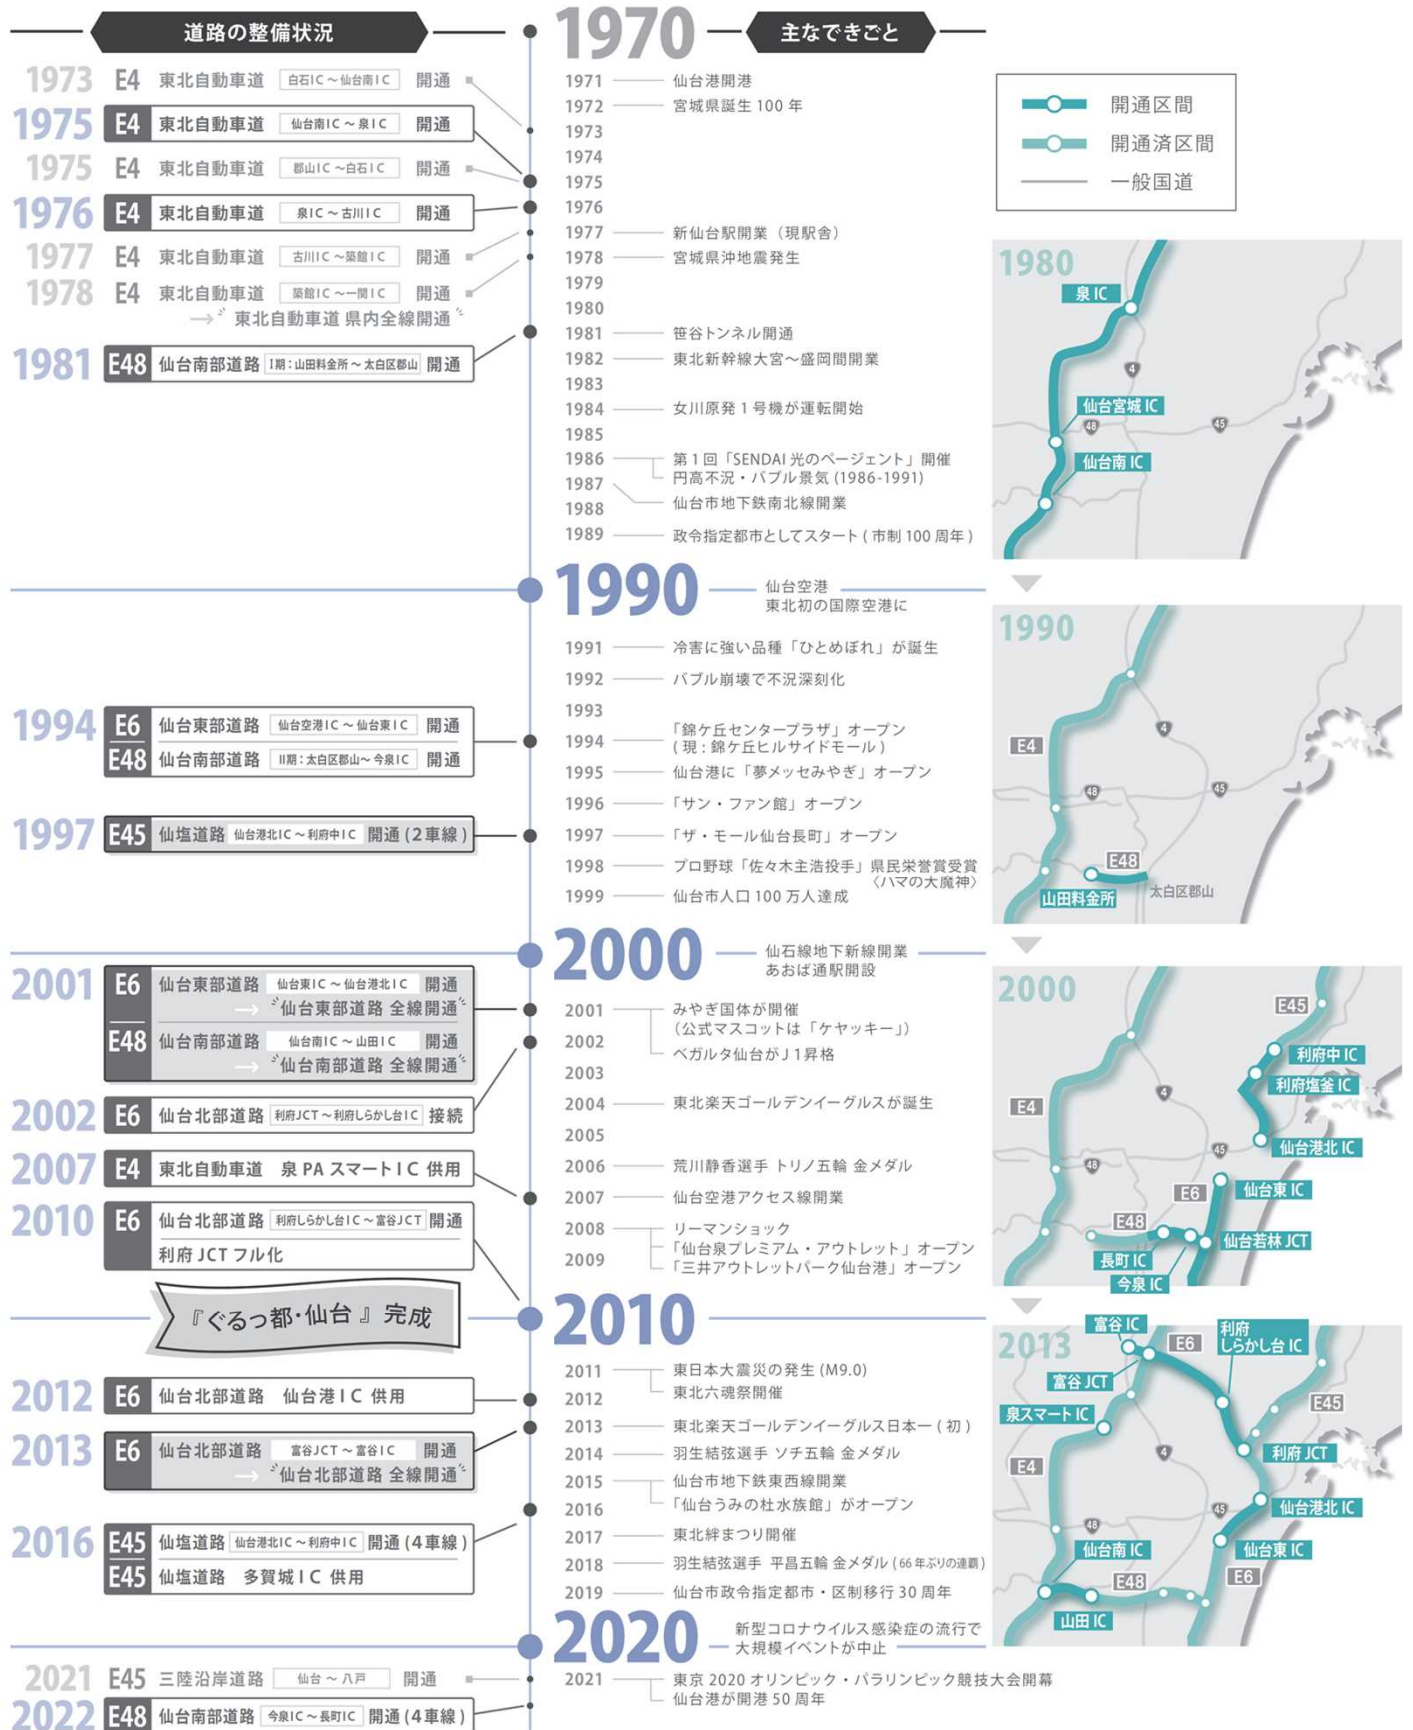 道路の整備状況
1973 E4 東北自動車道 白石IC～仙台南IC 開通
1975 E4 東北自動車道 仙台南IC～泉IC 開通
1975 E4 東北自動車道 郡山IC～白石IC 開通
1976 E4 東北自動車道 泉IC～古川IC 開通
1977 E4 東北自動車道 古川IC～築館IC 開通
1978 E4 東北自動車道 築館IC～一関IC 開通
→ 東北自動車道 県内全線開通
1981 E48 仙台南部道路 I期：山田料金所～太白区郡山 開通
1994 E6 仙台東部道路 仙台空港IC～仙台東IC 開通
E48 仙台南部道路 II期：太白区郡山～今泉IC 開通
1997 E45 仙塩道路 仙台港北IC～利府中IC 開通(2車線)
2001 E6 仙台東部道路 仙台東IC～仙台港北IC 開通
→ 仙台東部道路 全線開通
E48 仙台南部道路 仙台南IC～山田IC 開通
→ 仙台南部道路 全線開通
2002 E6 仙台北部道路 利府JCT～利府しらかし台IC 接続
2007 E4 東北自動車道 泉PAスマートIC 供用
2010 E6 仙台北部道路 利府しらかし台IC～富谷JCT 開通
利府JCTフル化
『ぐるっ都・仙台』完成
2012 E6 仙台北部道路 仙台港IC 供用
2013 E6 仙台北部道路 富谷JCT～富谷IC 開通
→ 仙台北部道路 全線開通
2016 E45 仙塩道路 仙台港北IC～利府中IC 開通(4車線)
E45 仙塩道路 多賀城IC 供用
2021 E45 三陸沿岸道路 仙台～八戸 開通
2022 E48 仙台南部道路 今泉IC～長町IC 開通(4車線)
1970 主なできごと
1971 仙台港開港
1972 宮城県誕生100年
1973
1974
1975
1976
1977 新仙台駅開業（現駅舎）
1978 宮城県沖地震発生
1979
1980
1981 笹谷トンネル開通
1982 東北新幹線大宮～盛岡間開業
1983
1984 女川原発1号機が運転開始
1985
1986 第1回「SENDAI光のページェント」開催
円高不況・バブル景気(1986-1991)
1987 仙台市地下鉄南北線開業
1988
1989 政令指定都市としてスタート(市制100周年)
1990 仙台空港
東北初の国際空港に
1991 冷害に強い品種「ひとめぼれ」が誕生
1992 バブル崩壊で不況深刻化
1993
1994 「錦ケ丘センタープラザ」オープン
(現:錦ケ丘ヒルサイドモール)
1995 仙台港に「夢メッセみやぎ」オープン
1996 「サン・ファン館」オープン
1997 「ザ・モール仙台長町」オープン
1998 プロ野球「佐々木主浩投手」県民栄誉賞受賞
〈ハマの大魔神〉
1999 仙台市人口100万人達成
2000 仙石線地下新線開業
あおば通駅開設
2001 みやぎ国体が開催
（公式マスコットは「ケヤッキー」）
2002 ベガルタ仙台がJ1昇格
2003
2004 東北楽天ゴールデンイーグルスが誕生
2005
2006 荒川静香選手 トリノ五輪 金メダル
2007 仙台空港アクセス線開業
2008 リーマンショック
「仙台泉プレミアム・アウトレット」オープン
2009 「三井アウトレットパーク仙台港」オープン
2010
2011 東日本大震災の発生(M9.0)
東北六魂祭開催
2012
2013 東北楽天ゴールデンイーグルス日本一(初)
2014 羽生結弦選手 ソチ五輪 金メダル
2015 仙台市地下鉄東西線開業
「仙台うみの杜水族館」がオープン
2016
2017 東北絆まつり開催
2018 羽生結弦選手 平昌五輪 金メダル(66年ぶりの連覇)
2019 仙台市政令指定都市・区制移行30周年
2020 新型コロナウイルス感染症の流行で
大規模イベントが中止
2021 東京2020オリンピック・パラリンピック競技大会開幕
仙台港が開港50周年
開通区間
開通済区間
一般国道
1980
泉IC
4
仙台宮城IC
48
45
仙台南IC
1990
4
E4
48
45
E48
山田料金所
太白区郡山
2000
E45
利府中IC
利府塩釜IC
4
E4
仙台港北IC
45
48
E6
仙台東IC
E48
仙台若林JCT
長町IC
今泉IC
2013
富谷IC
E6
利府
しらかし台IC
富谷JCT
E45
泉スマートIC
4
利府JCT
E4
仙台港北IC
45
48
仙台南IC
仙台東IC
E48
E6
山田IC